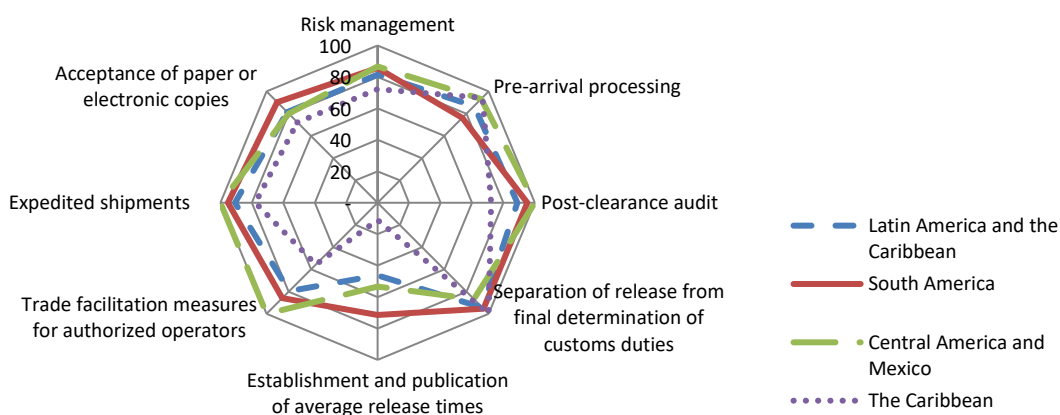 Risk management
100
80
60
40
20
-
Pre-arrival processing
Post-clearance audit
Separation of release from
final determination of
customs duties
Establishment and publication
of average release times
Trade facilitation measures
for authorized operators
Expedited shipments
Acceptance of paper or
electronic copies
Latin America and the
Caribbean
South America
Central America and
Mexico
The Caribbean